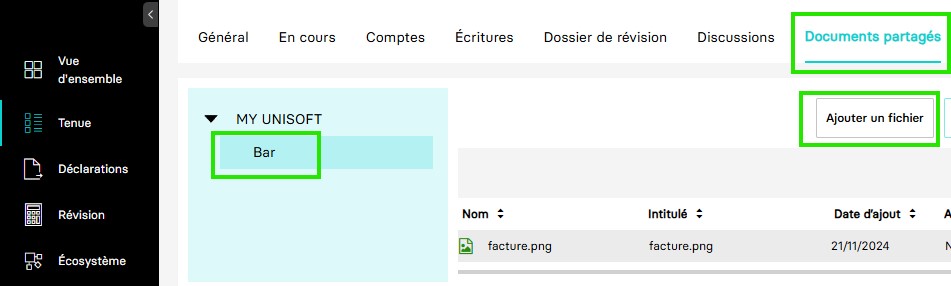 Général En cours Comptes Écritures Dossier de révision Discussions Documents partagés
Vue
d'ensemble
Tenue
Déclarations
Révision
Écosystème
MY UNISOFT
Bar
Ajouter un fichier
Nom Intitulé Date d'ajout
facture.png facture.png 21/11/2024